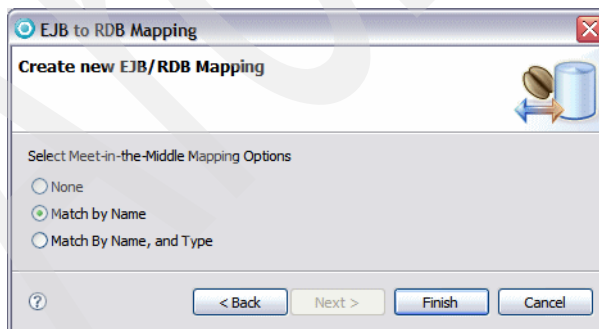 EJB to RDB Mapping
Create new EJB/RDB Mapping
Select Meet-in-the-Middle Mapping Options
None
Match by Name
Match By Name, and Type
? < Back Next > Finish Cancel